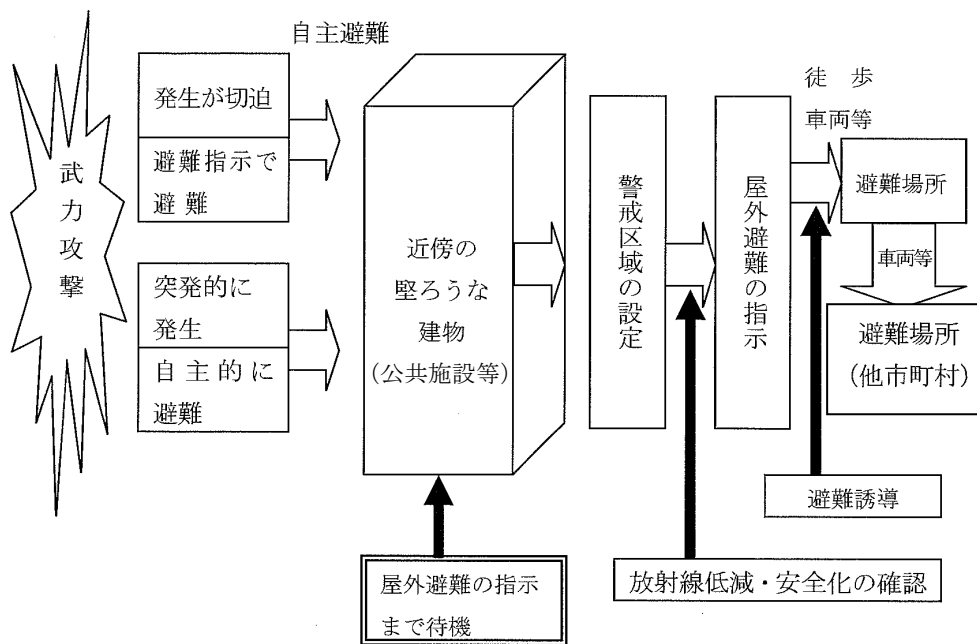 自主避難
武力攻撃
発生が切迫
避難指示で
避難
突発的に
発生
自主的に
避難
近傍の
堅ろうな
建物
(公共施設等)
屋外避難の指示
まで待機
警戒区域の設定
放射線低減・安全化の確認
屋外避難の指示
徒歩
車両等
避難誘導
避難場所
車両等
避難場所
(他市町村)